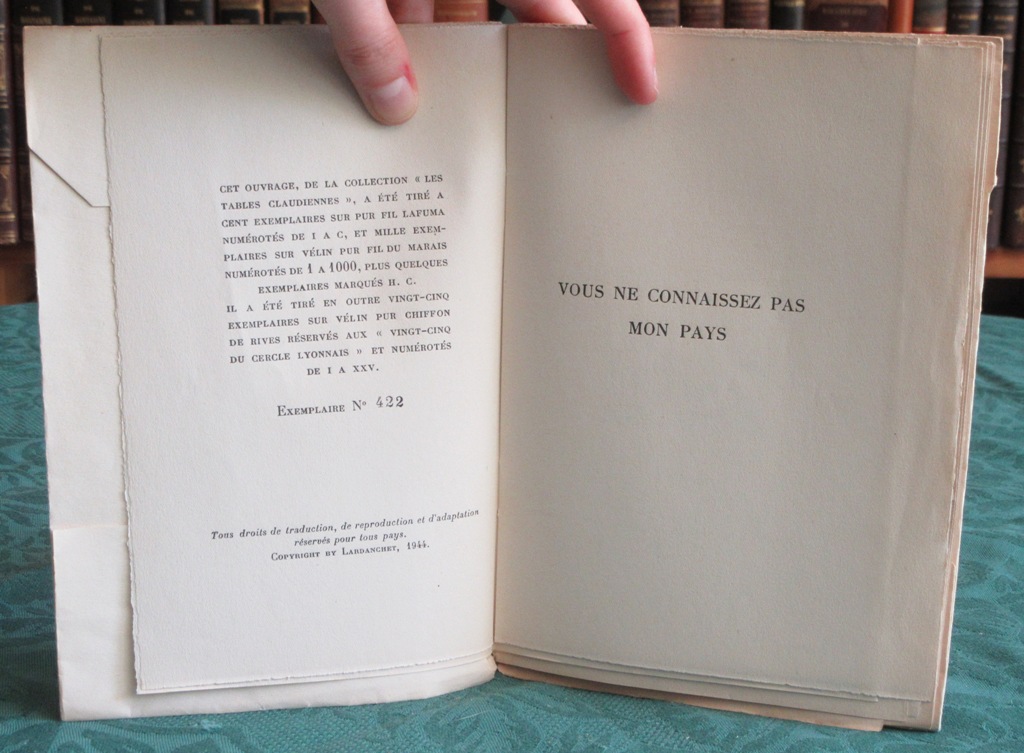 CET OUVRAGE, DE LA COLLECTION « LES
TABLES CLAUDIENNES », A ÉTÉ TIRÉ A
CENT EXEMPLAIRES SUR PUR FIL LAFUMA
NUMÉROTÉS DE I A C, ET MILLE EXEM-
PLAIRES SUR VÉLIN PUR FIL DU MARAIS
NUMÉROTÉS DE 1 A 1000, PLUS QUELQUES
EXEMPLAIRES MARQUÉS H. C.
IL A ÉTÉ TIRÉ EN OUTRE VINGT-CINQ
EXEMPLAIRES SUR VÉLIN PUR CHIFFON
DE RIVES RÉSERVÉS AUX « VINGT-CINQ
DU CERCLE LYONNAIS » ET NUMÉROTÉS
DE I A XXV.
EXEMPLAIRE No 422
Tous droits de traduction, de reproduction et d'adaptation
réservés pour tous pays.
COPYRIGHT BY LARDANCHET, 1944.
VOUS NE CONNAISSEZ PAS
MON PAYS